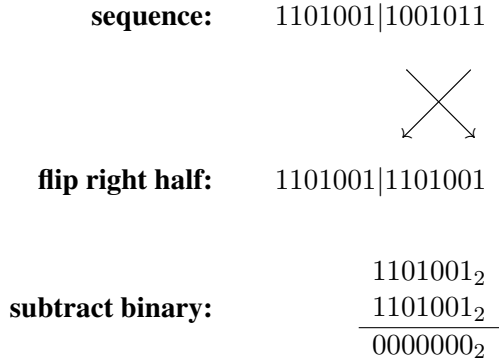 sequence: 1101001|1001011
flip right half: 1101001|1101001
1101001₂
subtract binary: 1101001₂
0000000₂